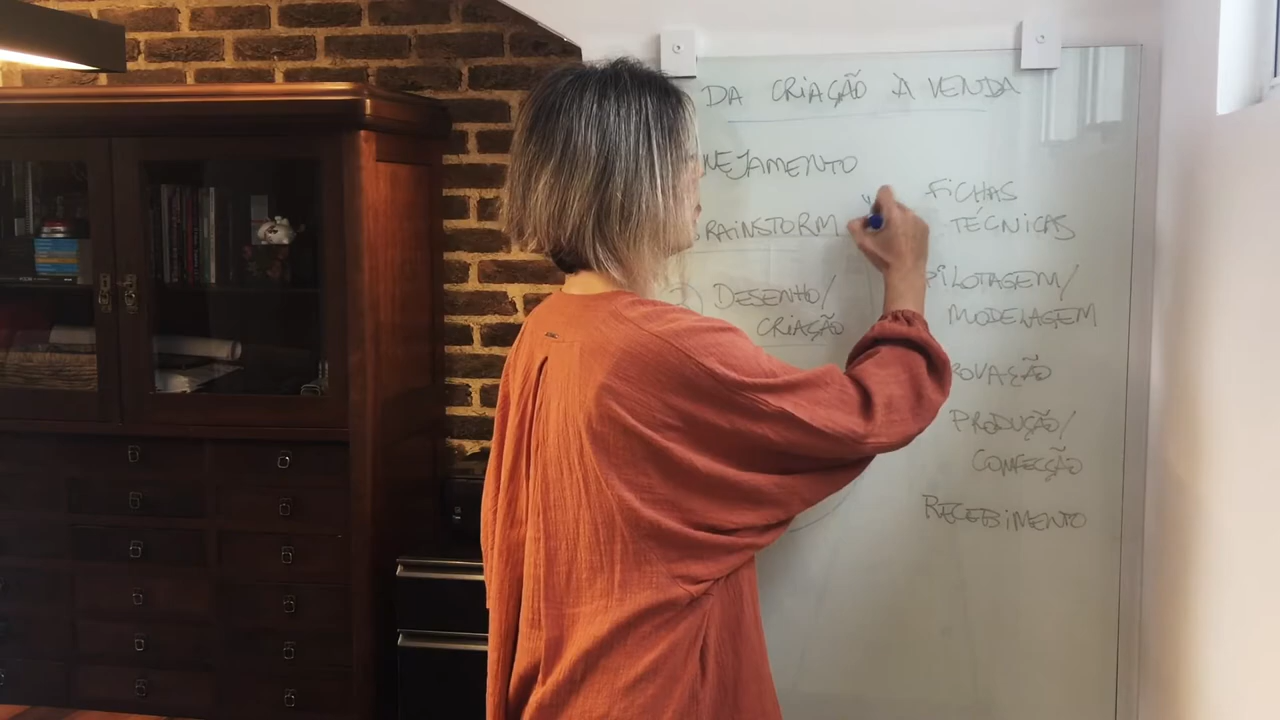 DA CRIAÇÃO À VENDA
NEJAMENTO
RAINSTORM
DESENHO/
CRIAÇÃO
FICHAS
TÉCNICAS
PILOTAGEM/
MODELAGEM
ROVAÇÃO
PRODUÇÃO/
CONFECÇÃO
RECEBIMENTO